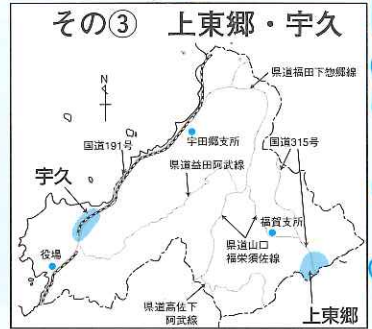 その③ 上東郷・宇久
N
県道福田下惣郷線
国道191号
宇田郷支所
国道315号
県道益田阿武線
宇久
福賀支所
役場
県道山口
福栄須佐線
県道高佐下
阿武線
上東郷